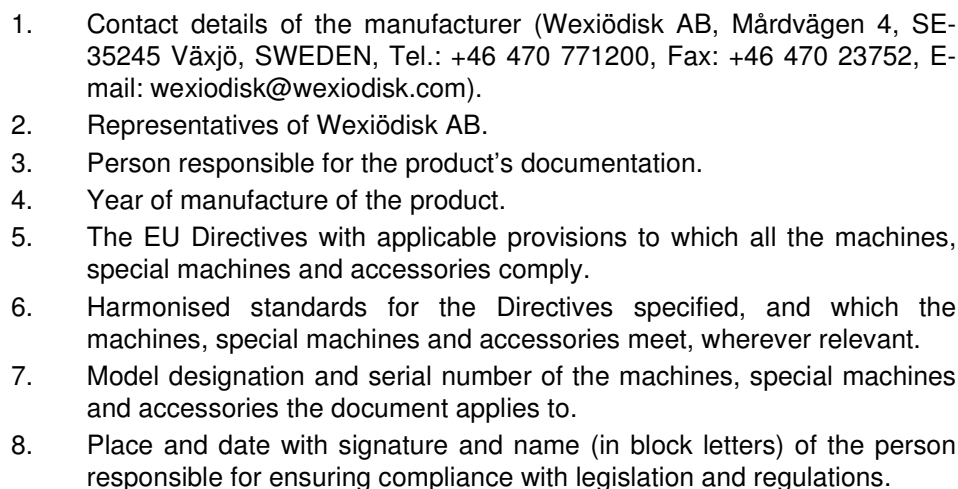 1. Contact details of the manufacturer (Wexiödisk AB, Mårdvägen 4, SE-
35245 Växjö, SWEDEN, Tel.: +46 470 771200, Fax: +46 470 23752, E-
mail: wexiodisk@wexiodisk.com).
2. Representatives of Wexiödisk AB.
3. Person responsible for the product’s documentation.
4. Year of manufacture of the product.
5. The EU Directives with applicable provisions to which all the machines,
special machines and accessories comply.
6. Harmonised standards for the Directives specified, and which the
machines, special machines and accessories meet, wherever relevant.
7. Model designation and serial number of the machines, special machines
and accessories the document applies to.
8. Place and date with signature and name (in block letters) of the person
responsible for ensuring compliance with legislation and regulations.